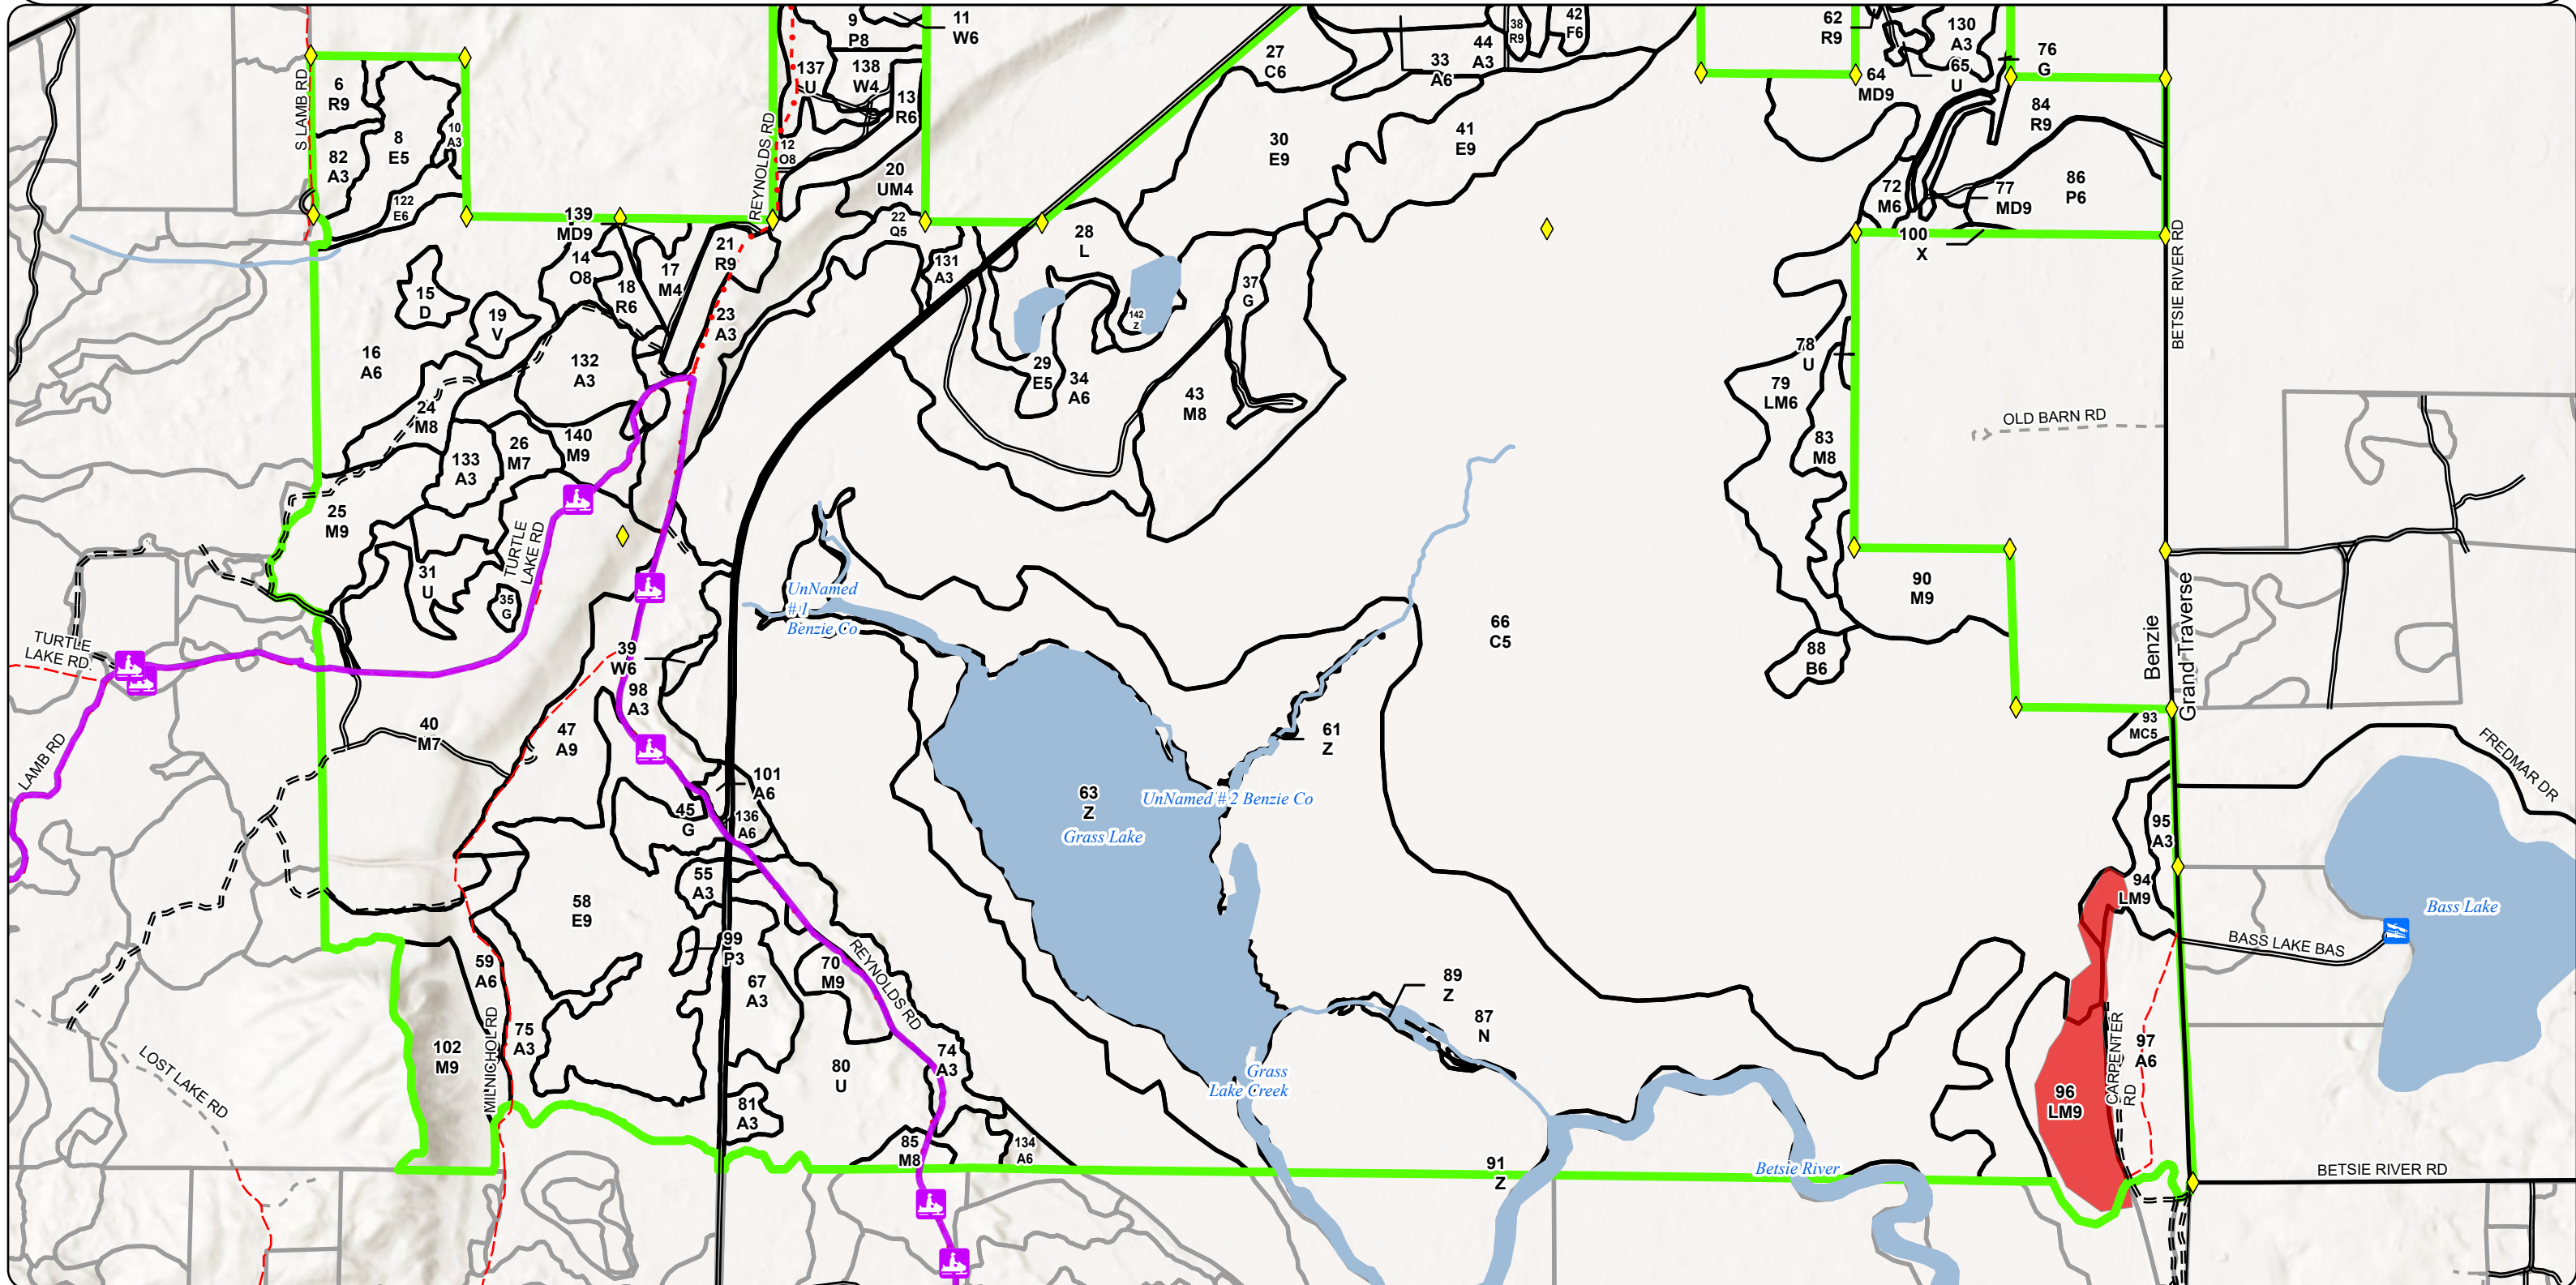 9
P8
11
W6
137
U
138
W4
13
R6
12
O8
20
UM4
22
Q5
27
C6
33
A6
44
A3
38
R9
42
F6
62
R9
130
A3
65
U
76
G
64
MD9
84
R9
86
P6
72
M6
77
MD9
100
X
6
R9
82
A3
8
E5
10
A3
122
E6
S LAMB RD
REYNOLDS RD
30
E9
41
E9
139
MD9
14
O8
18
R6
17
M4
21
R9
23
A3
131
A3
28
L
37
G
142
Z
29
E5
34
A6
43
M8
15
D
19
V
16
A6
132
A3
24
M8
133
A3
26
M7
140
M9
25
M9
31
U
35
G
TURTLE
LAKE RD
TURTLE
LAKE RD.
LAMB RD
78
U
79
LM6
83
M8
OLD BARN RD
BETSIE RIVER RD
90
M9
88
B6
66
C5
Benzie
Grand Traverse
93
MC5
FREDMAR DR
UnNamed
# 1
Benzie Co
39
W6
98
A3
40
M7
47
A9
101
A6
136
A6
45
G
55
A3
58
E9
99
P3
67
A3
70
M9
REYNOLDS RD
63
Z
Grass Lake
UnNamed # 2 Benzie Co
61
Z
95
A3
94
LM9
Bass Lake
BASS LAKE BAS
59
A6
75
A3
102
M9
MILNICHOL RD
LOST LAKE RD
80
U
74
A3
81
A3
85
M8
134
A6
89
Z
87
N
Grass
Lake Creek
91
Z
Betsie River
96
LM9
CARPENTER
RD
97
A6
BETSIE RIVER RD